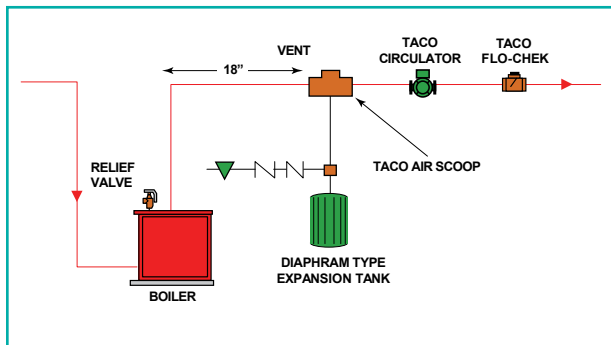 VENT
TACO
CIRCULATOR
TACO
FLO-CHEK
18"
TACO AIR SCOOP
RELIEF
VALVE
DIAPHRAM TYPE
EXPANSION TANK
BOILER